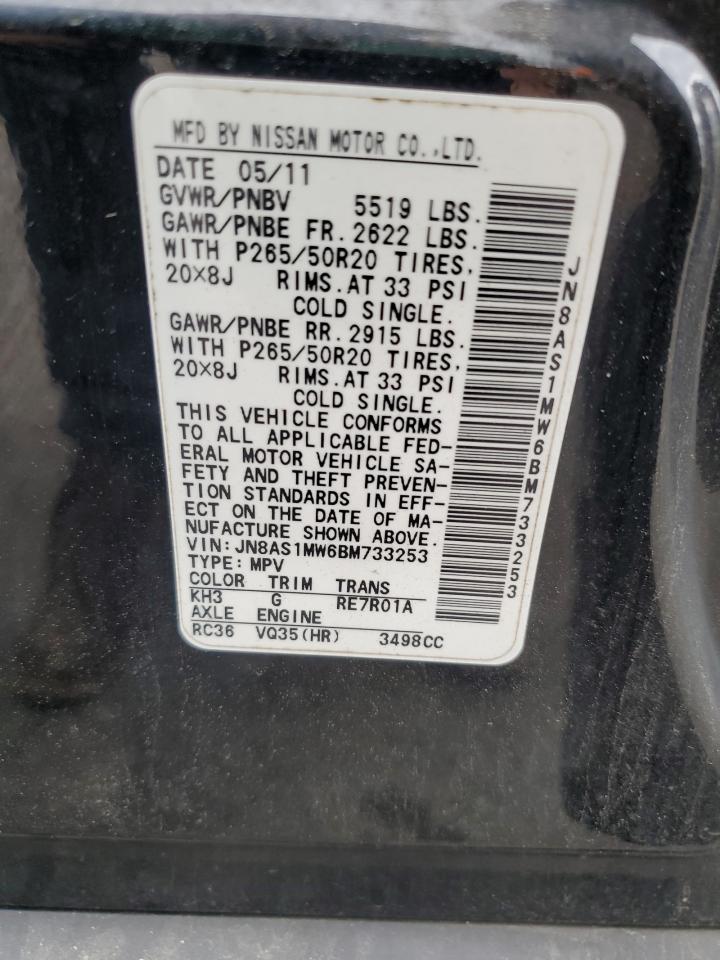 MFD BY NISSAN MOTOR CO.,LTD.
DATE 05/11
GVWR/PNBV 5519 LBS.
GAWR/PNBE FR. 2622 LBS.
WITH P265/50R20 TIRES,
20X8J RIMS.AT 33 PSI
COLD SINGLE.
GAWR/PNBE RR. 2915 LBS.
WITH P265/50R20 TIRES,
20X8J RIMS.AT 33 PSI
COLD SINGLE.
THIS VEHICLE CONFORMS
TO ALL APPLICABLE FED-
ERAL MOTOR VEHICLE SA-
FETY AND THEFT PREVEN-
TION STANDARDS IN EFF-
ECT ON THE DATE OF MA-
NUFACTURE SHOWN ABOVE.
VIN:JN8AS1MW6BM733253
TYPE:MPV
COLOR TRIM TRANS
KH3 G RE7R01A
AXLE ENGINE
RC36 VQ35(HR) 3498CC
JN8AS1MW6BM733253